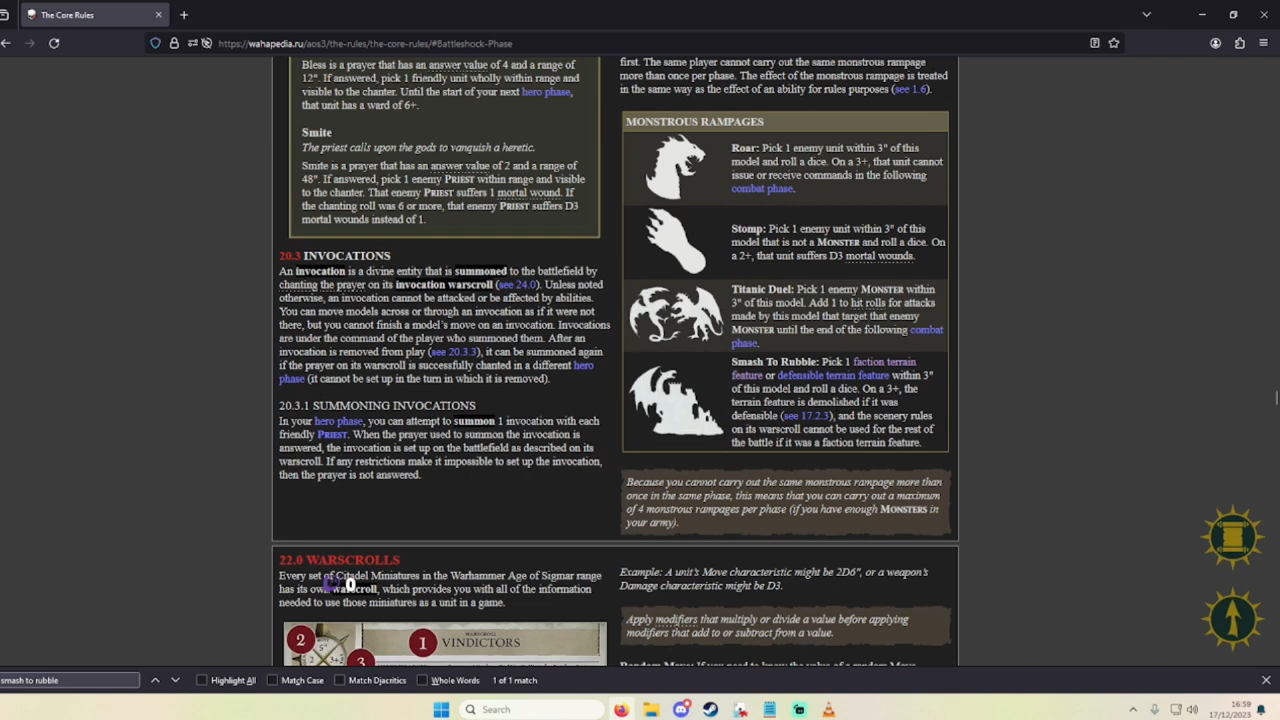 The Core Rules
https://wahapedia.ru/aos3/the-rules/the-core-rules/#Battleshock-Phase
Bless is a prayer that has an answer value of 4 and a range of
12". If answered, pick 1 friendly unit wholly within range and
visible to the chanter. Until the start of your next hero phase,
that unit has a ward of 6+.
Smite
The priest calls upon the gods to vanquish a heretic.
Smite is a prayer that has an answer value of 2 and a range of
48". If answered, pick 1 enemy PRIEST within range and visible
to the chanter. That enemy PRIEST suffers 1 mortal wound. If
the chanting roll was 6 or more, that enemy PRIEST suffers D3
mortal wounds instead of 1.
20.3 INVOCATIONS
An invocation is a divine entity that is summoned to the battlefield by
chanting the prayer on its invocation warscroll (see 24.0). Unless noted
otherwise, an invocation cannot be attacked or be affected by abilities.
You can move models across or through an invocation as if it were not
there, but you cannot finish a model's move on an invocation. Invocations
are under the command of the player who summoned them. After an
invocation is removed from play (see 20.3.3), it can be summoned again
if the prayer on its warscroll is successfully chanted in a different hero
phase (it cannot be set up in the turn in which it is removed).
20.3.1 SUMMONING INVOCATIONS
In your hero phase, you can attempt to summon 1 invocation with each
friendly PRIEST. When the prayer used to summon the invocation is
answered, the invocation is set up on the battlefield as described on its
warscroll. If any restrictions make it impossible to set up the invocation,
then the prayer is not answered.
first. The same player cannot carry out the same monstrous rampage
more than once per phase. The effect of the monstrous rampage is treated
in the same way as the effect of an ability for rules purposes (see 1.6).
MONSTROUS RAMPAGES
Roar: Pick 1 enemy unit within 3" of this
model and roll a dice. On a 3+, that unit cannot
issue or receive commands in the following
combat phase.
Stomp: Pick 1 enemy unit within 3" of this
model that is not a MONSTER and roll a dice. On
a 2+, that unit suffers D3 mortal wounds.
Titanic Duel: Pick 1 enemy MONSTER within
3" of this model. Add 1 to hit rolls for attacks
made by this model that target that enemy
MONSTER until the end of the following combat
phase.
Smash To Rubble: Pick 1 faction terrain
feature or defensible terrain feature within 3"
of this model and roll a dice. On a 3+, the
terrain feature is demolished if it was
defensible (see 17.2.3), and the scenery rules
on its warscroll cannot be used for the rest of
the battle if it was a faction terrain feature.
Because you cannot carry out the same monstrous rampage more than
once in the same phase, this means that you can carry out a maximum
of 4 monstrous rampages per phase (if you have enough MONSTERS in
your army).
22.0 WARSCROLLS
Every set of Citadel Miniatures in the Warhammer Age of Sigmar range
has its own warscroll, which provides you with all of the information
needed to use those miniatures as a unit in a game.
0
2
1
WARSCROLL
VINDICTORS
3
5"
Example: A unit's Move characteristic might be 2D6", or a weapon's
Damage characteristic might be D3.
Apply modifiers that multiply or divide a value before applying
modifiers that add to or subtract from a value.
Random Move: If you need to know the value of a random Move
smash to rubble
Highlight All
Match Case
Match Diacritics
Whole Words
1 of 1 match
Search
16:59
17/12/2023